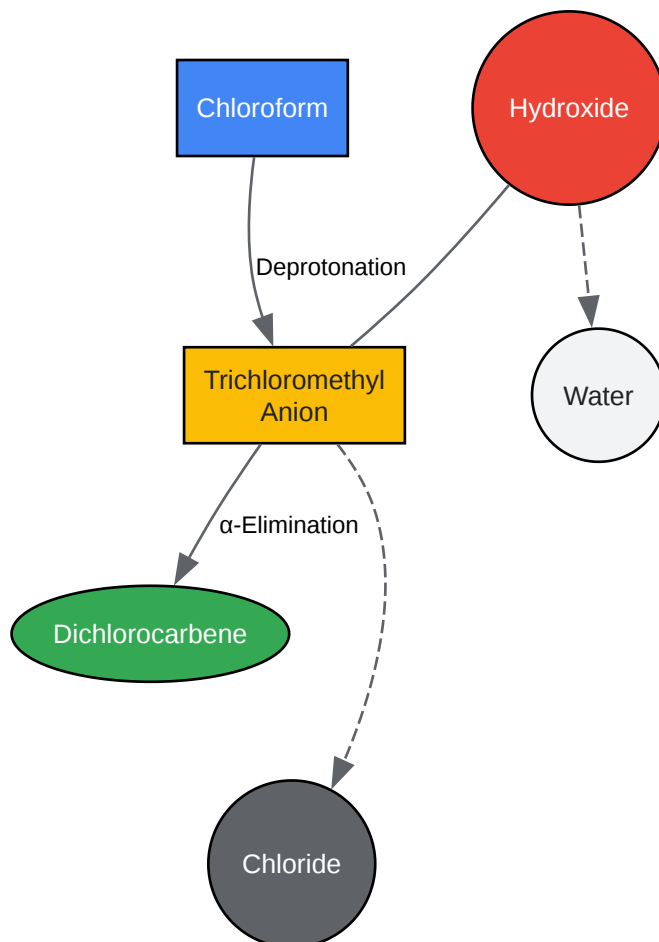 Chloroform
Hydroxide
Deprotonation
Trichloromethyl
Anion
Water
α-Elimination
Dichlorocarbene
Chloride